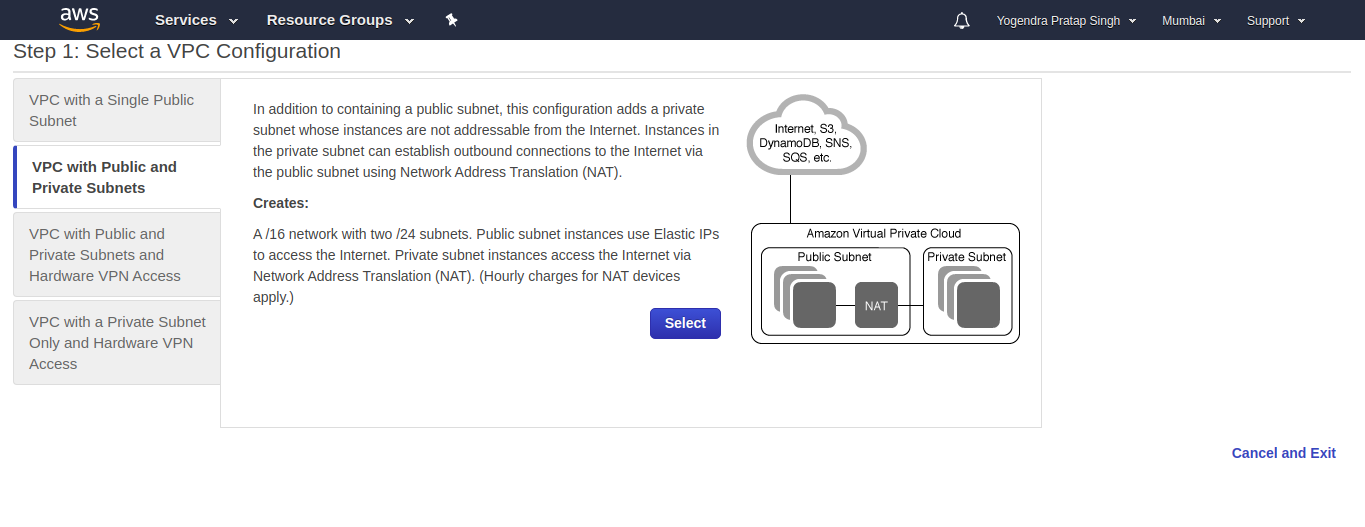 aws Services Resource Groups Yogendra Pratap Singh Mumbai Support
Step 1: Select a VPC Configuration
VPC with a Single Public
Subnet
VPC with Public and
Private Subnets
VPC with Public and
Private Subnets and
Hardware VPN Access
VPC with a Private Subnet
Only and Hardware VPN
Access
In addition to containing a public subnet, this configuration adds a private
subnet whose instances are not addressable from the Internet. Instances in
the private subnet can establish outbound connections to the Internet via
the public subnet using Network Address Translation (NAT).
Creates:
A /16 network with two /24 subnets. Public subnet instances use Elastic IPs
to access the Internet. Private subnet instances access the Internet via
Network Address Translation (NAT). (Hourly charges for NAT devices
apply.)
Select
Internet, S3,
DynamoDB, SNS,
SQS, etc.
Amazon Virtual Private Cloud
Public Subnet
Private Subnet
NAT
Cancel and Exit